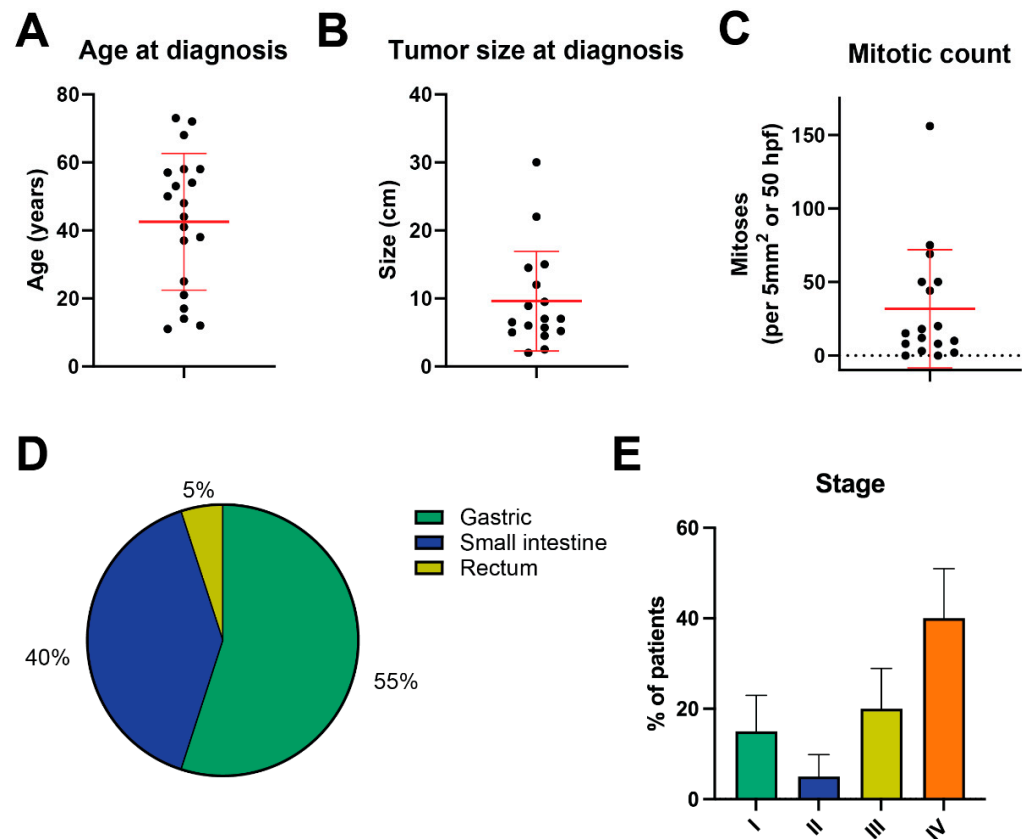 A
Age at diagnosis
80
60
40
20
0
Age (years)
B
Tumor size at diagnosis
40
30
20
10
0
Size (cm)
C
Mitotic count
150
100
50
0
Mitoses
(per 5mm² or 50 hpf)
D
5%
40%
55%
Gastric
Small intestine
Rectum
E
Stage
60
40
20
0
% of patients
I
II
III
IV